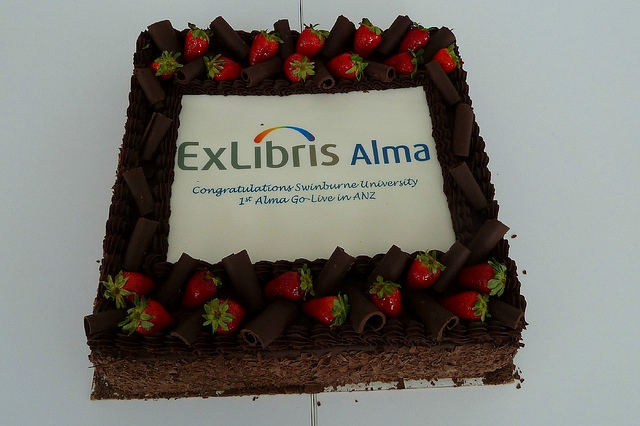 ExLibris Alma
Congratulations Swinburne University
1st Alma Go-Live in ANZ